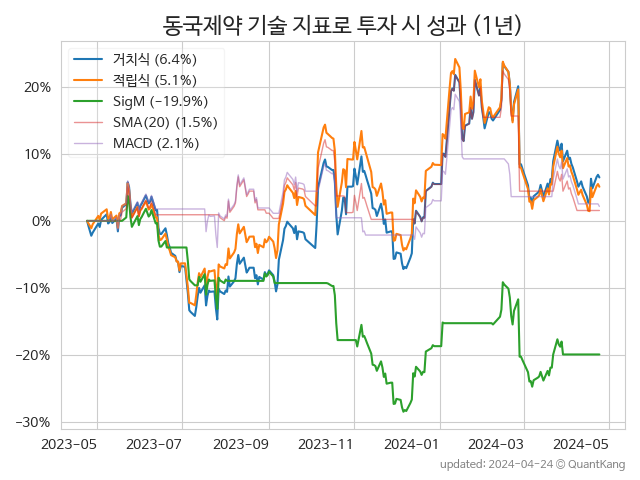 동국제약 기술 지표로 투자 시 성과 (1년)
거치식 (6.4%)
적립식 (5.1%)
SigM (−19.9%)
SMA(20) (1.5%)
MACD (2.1%)
20%
10%
0%
−10%
−20%
−30%
2023-05 2023-07 2023-09 2023-11 2024-01 2024-03 2024-05
updated: 2024-04-24 © QuantKang